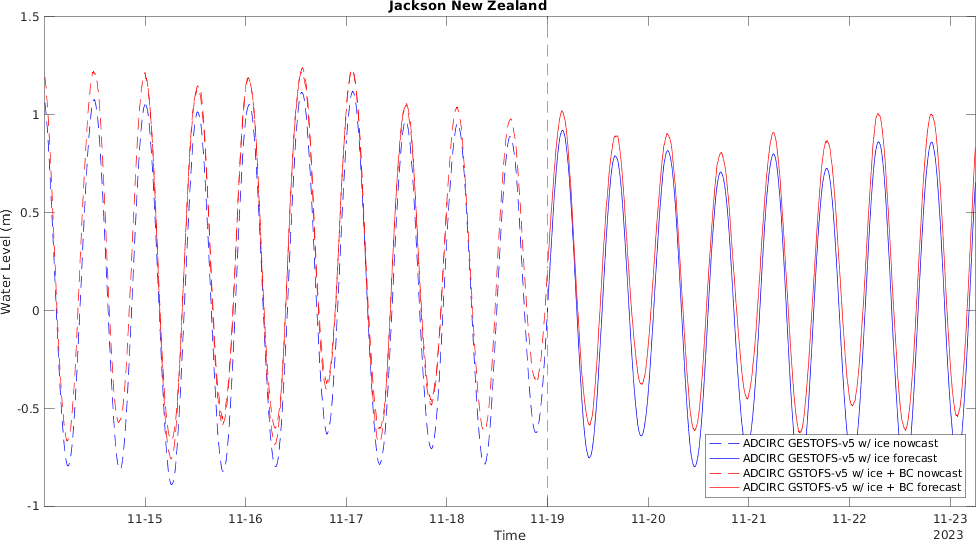 Jackson New Zealand
1.5
1
0.5
0
-0.5
-1
Water Level (m)
11-15
11-16
11-17
11-18
11-19
11-20
11-21
11-22
11-23
Time
2023
ADCIRC GESTOFS-v5 w/ ice nowcast
ADCIRC GESTOFS-v5 w/ ice forecast
ADCIRC GSTOFS-v5 w/ ice + BC nowcast
ADCIRC GSTOFS-v5 w/ ice + BC forecast